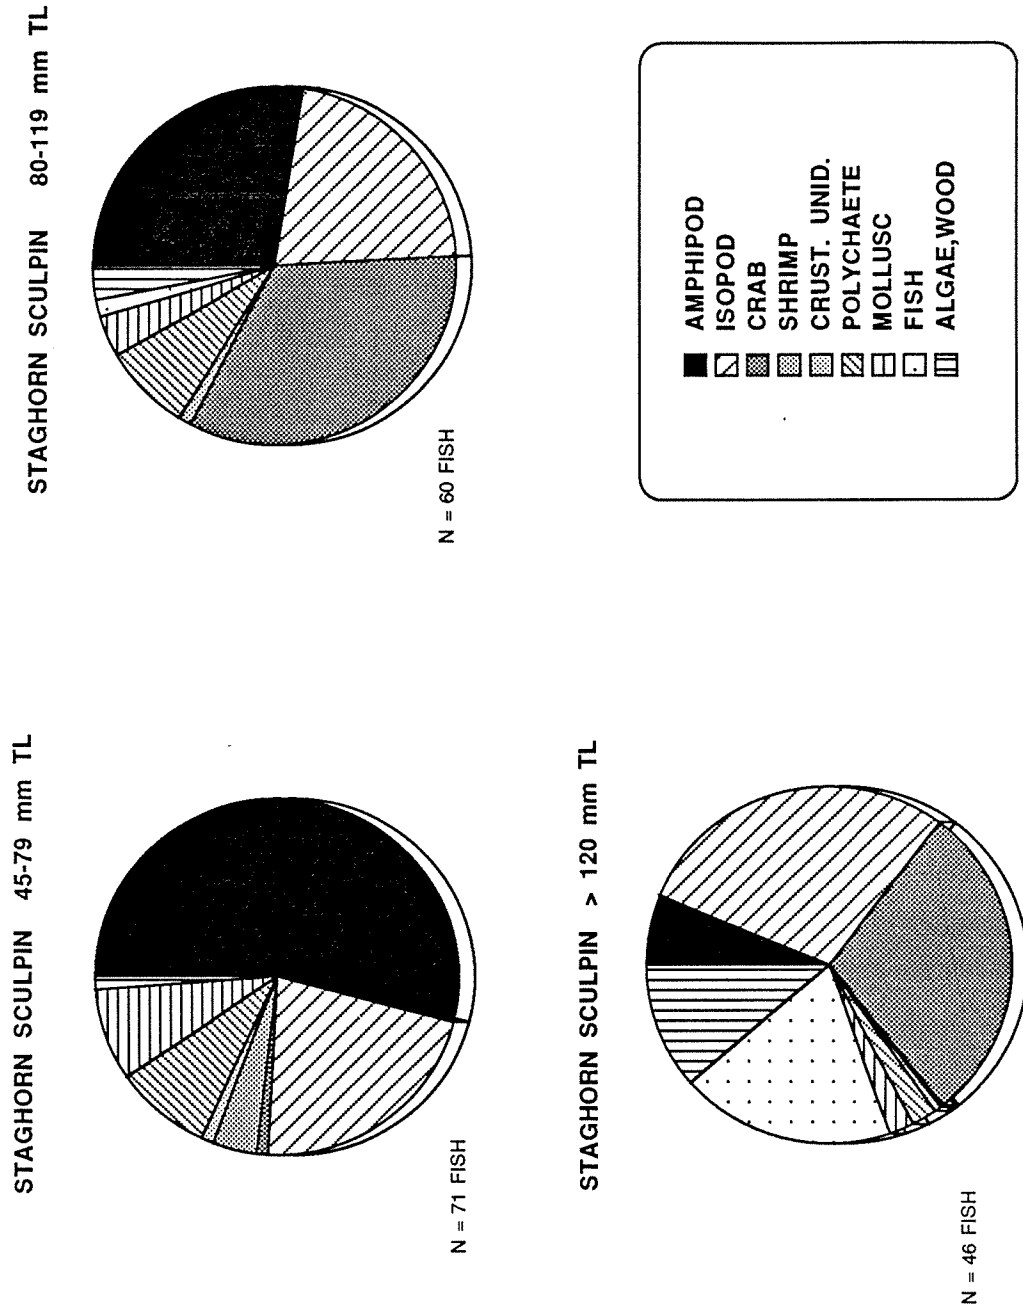 STAGHORN SCULPIN 45-79 mm TL
N = 71 FISH
STAGHORN SCULPIN 80-119 mm TL
N = 60 FISH
STAGHORN SCULPIN > 120 mm TL
N = 46 FISH
AMPHIPOD
ISOPOD
CRAB
SHRIMP
CRUST. UNID.
POLYCHAETE
MOLLUSC
FISH
ALGAE,WOOD